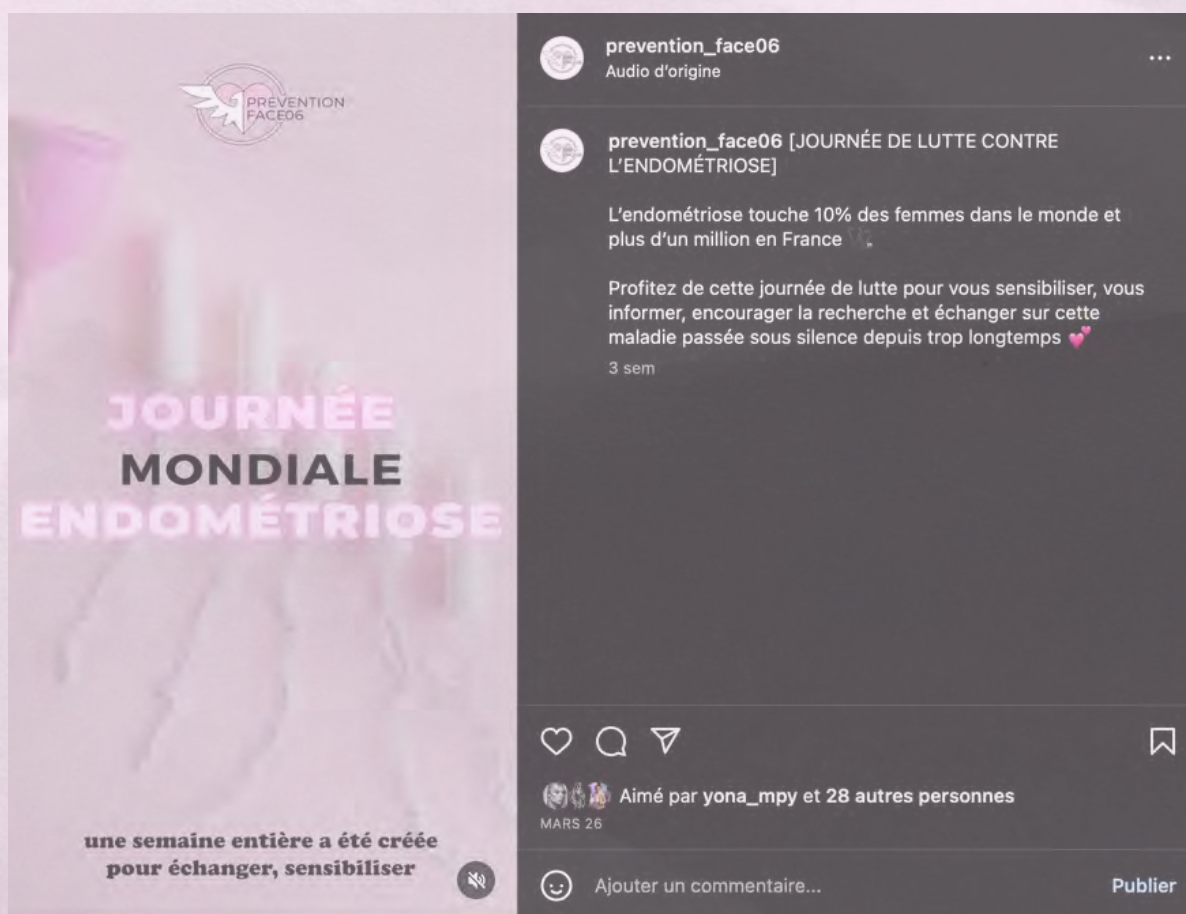 PRÉVENTION
FACE06
JOURNÉE
MONDIALE
ENDOMÉTRIOSE
une semaine entière a été créée
pour échanger, sensibiliser
prevention_face06
Audio d'origine
prevention_face06 [JOURNÉE DE LUTTE CONTRE
L'ENDOMÉTRIOSE]
L'endométriose touche 10% des femmes dans le monde et
plus d'un million en France
Profitez de cette journée de lutte pour vous sensibiliser, vous
informer, encourager la recherche et échanger sur cette
maladie passée sous silence depuis trop longtemps 💕
3 sem
Aimé par yona_mpy et 28 autres personnes
MARS 26
Ajouter un commentaire...
Publier